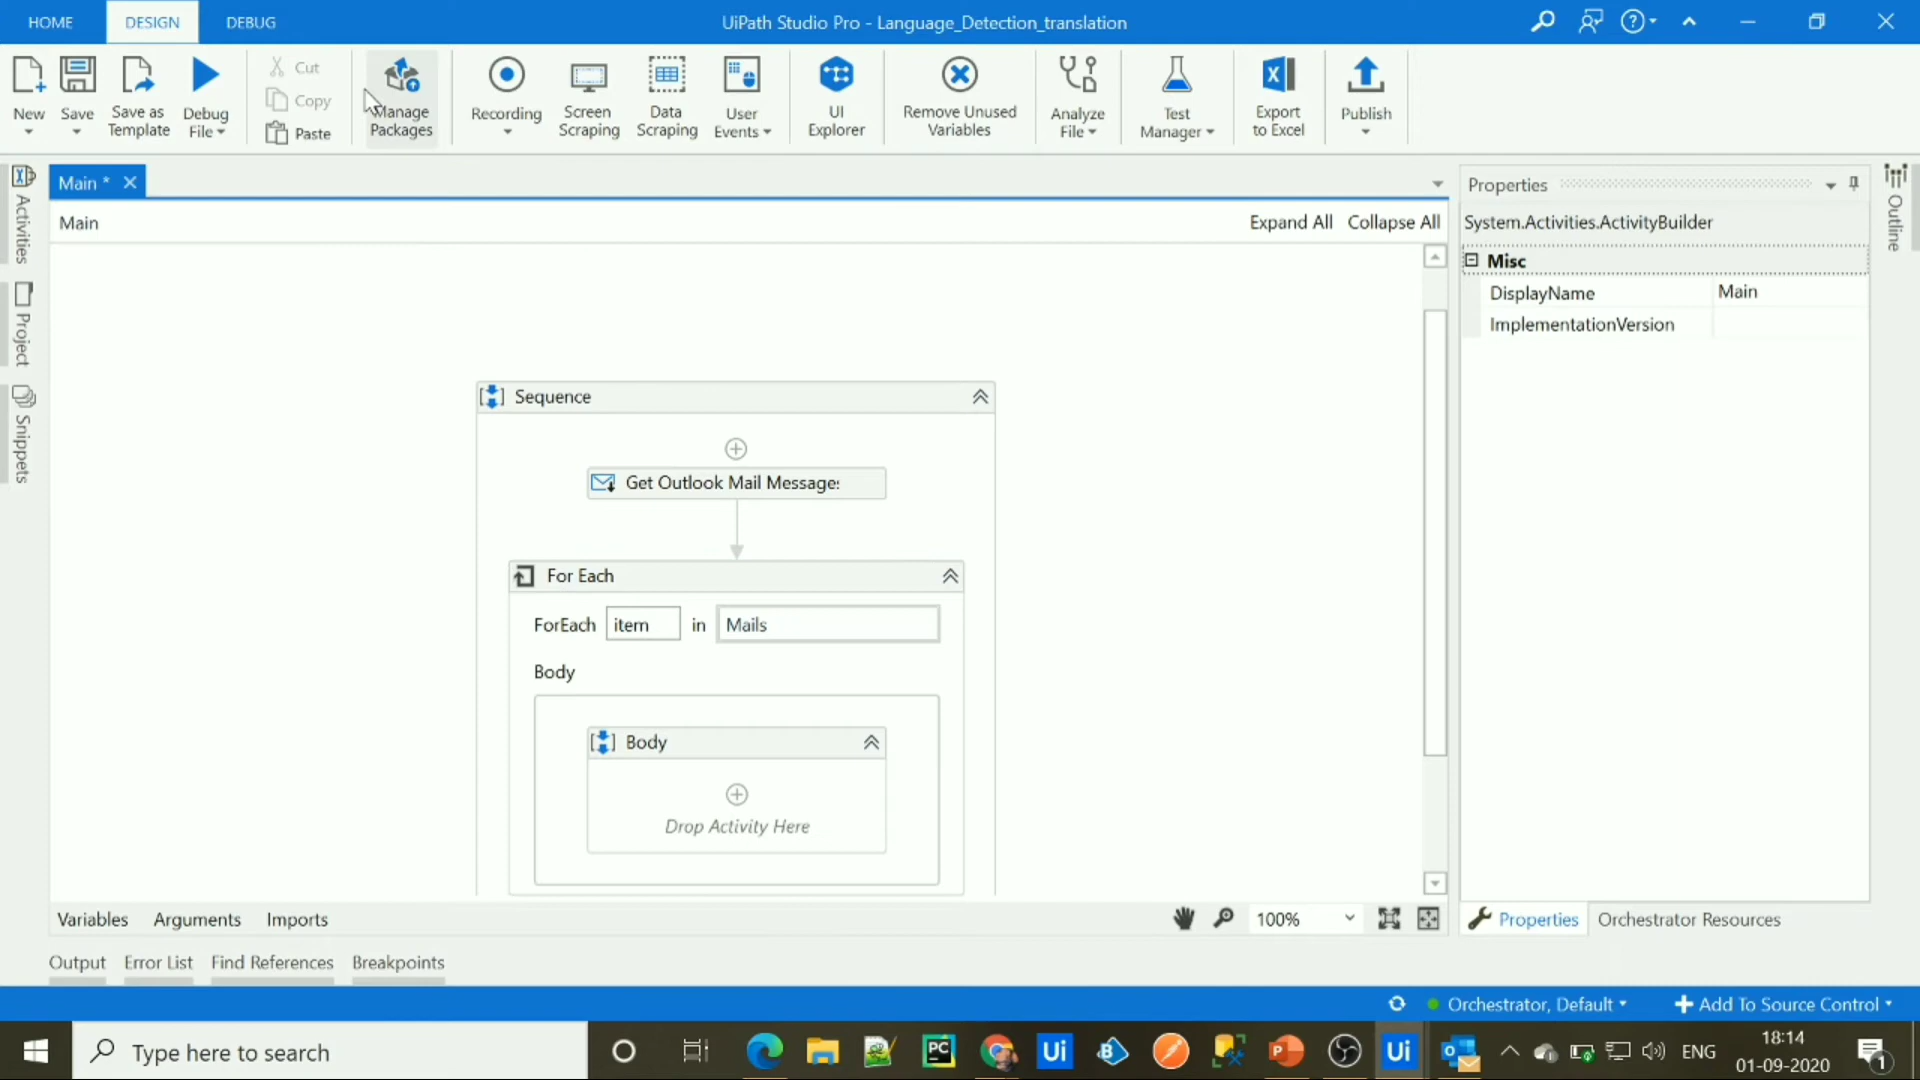 HOME DESIGN DEBUG UiPath Studio Pro - Language_Detection_translation
New
Save
Save as Template
Debug File
Cut
Copy
Paste
Manage Packages
Recording
Screen Scraping
Data Scraping
User Events
UI Explorer
Remove Unused Variables
Analyze File
Test Manager
Export to Excel
Publish
Activities
Project
Snippets
Main *
Main
Expand All Collapse All
Sequence
Get Outlook Mail Message
For Each
ForEach item in Mails
Body
Body
Drop Activity Here
Properties
System.Activities.ActivityBuilder
Misc
DisplayName Main
ImplementationVersion
Outline
Variables Arguments Imports
100%
Properties Orchestrator Resources
Output Error List Find References Breakpoints
Orchestrator, Default
Add To Source Control
Type here to search
PC
Ui
B
Ui
ENG
18:14
01-09-2020
1